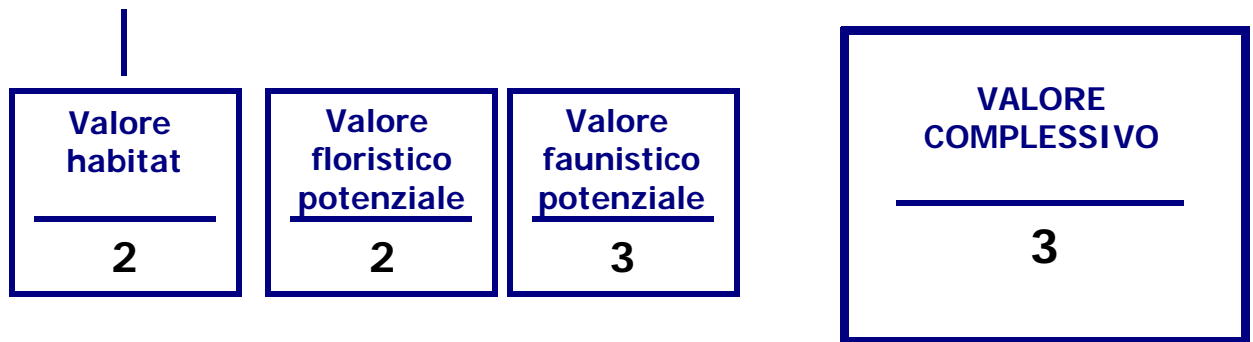 Valore
habitat
2
Valore
floristico
potenziale
2
Valore
faunistico
potenziale
3
VALORE
COMPLESSIVO
3